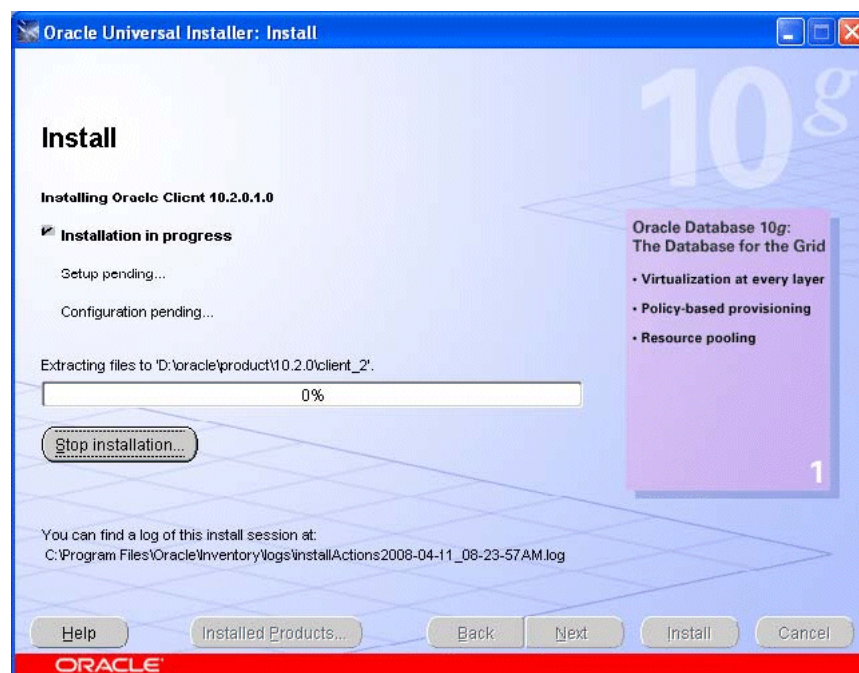 Oracle Universal Installer: Install
10g
Install
Installing Oracle Client 10.2.0.1.0
Installation in progress
Setup pending...
Configuration pending...
Extracting files to 'D:\oracle\product\10.2.0\client_2'.
0%
Stop installation...
Oracle Database 10g:
The Database for the Grid
• Virtualization at every layer
• Policy-based provisioning
• Resource pooling
1
You can find a log of this install session at:
C:\Program Files\Oracle\Inventory\logs\installActions2008-04-11_08-23-57AM.log
Help
Installed Products...
Back
Next
Install
Cancel
ORACLE